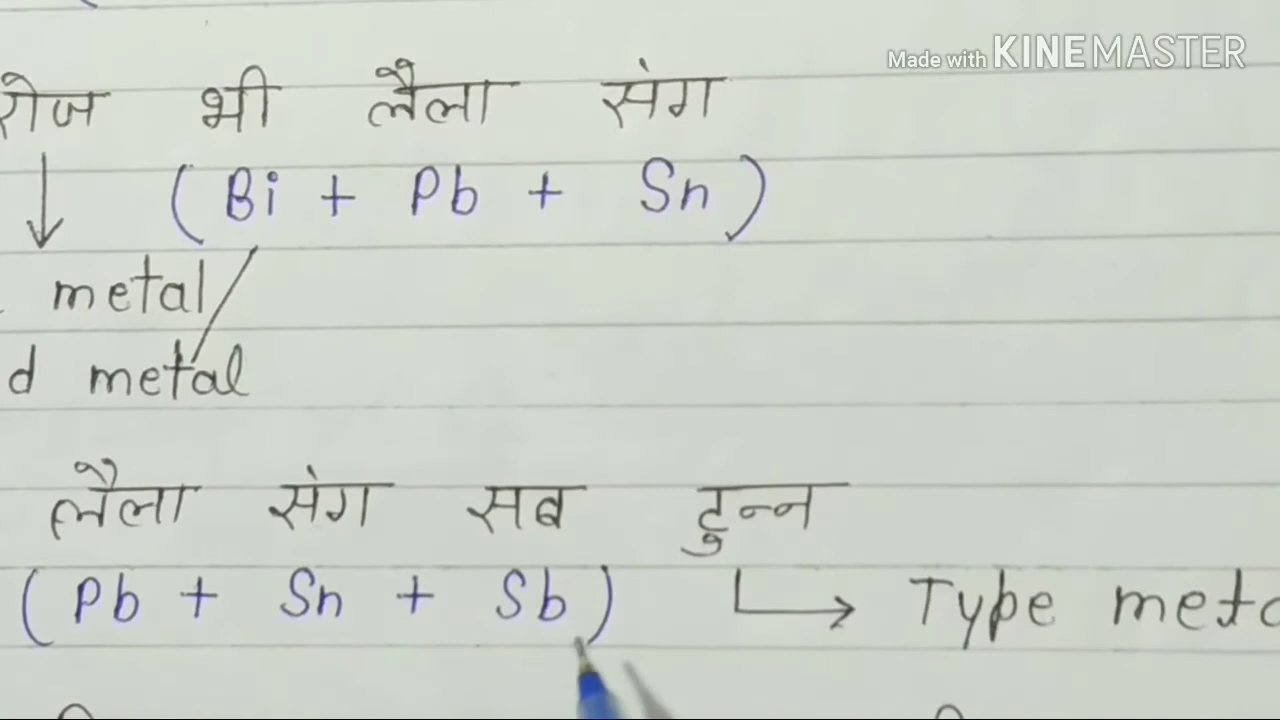 Made with KINEMASTER
रोज भी लैला संग
(Bi + Pb + Sn)
metal/
d metal
लैला संग सब टुन्न
(Pb + Sn + Sb) Type meta